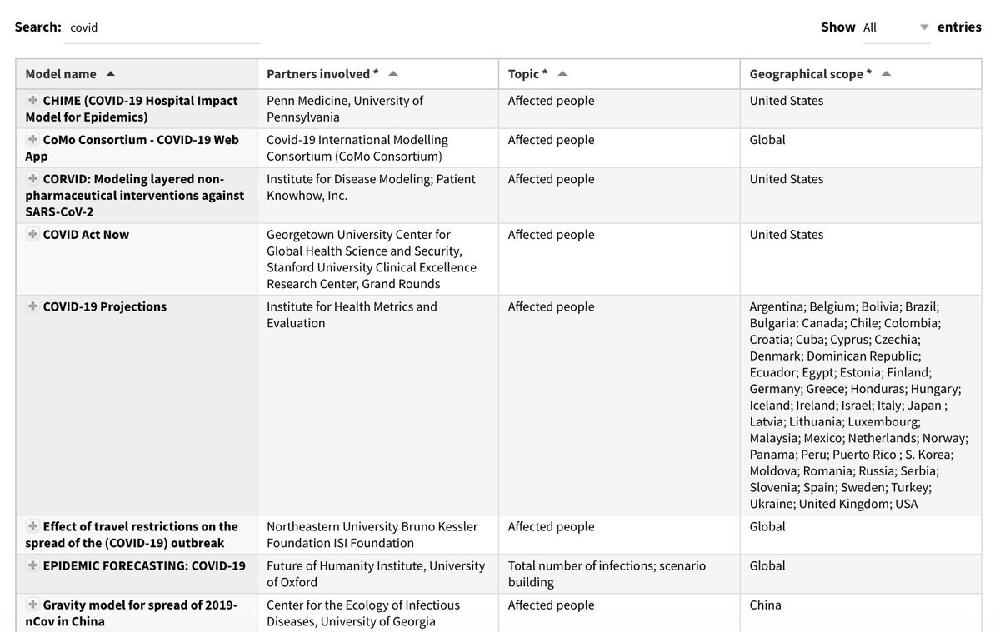 Search: covid
Show All entries
Model name Partners involved * Topic * Geographical scope *
CHIME (COVID-19 Hospital Impact
Model for Epidemics)
Penn Medicine, University of
Pennsylvania
Affected people
United States
CoMo Consortium - COVID-19 Web
App
Covid-19 International Modelling
Consortium (CoMo Consortium)
Affected people
Global
CORVID: Modeling layered non-
pharmaceutical interventions against
SARS-CoV-2
Institute for Disease Modeling; Patient
Knowhow, Inc.
Affected people
United States
COVID Act Now
Georgetown University Center for
Global Health Science and Security,
Stanford University Clinical Excellence
Research Center, Grand Rounds
Affected people
United States
COVID-19 Projections
Institute for Health Metrics and
Evaluation
Affected people
Argentina; Belgium; Bolivia; Brazil;
Bulgaria: Canada; Chile; Colombia;
Croatia; Cuba; Cyprus; Czechia;
Denmark; Dominican Republic;
Ecuador; Egypt; Estonia; Finland;
Germany; Greece; Honduras; Hungary;
Iceland; Ireland; Israel; Italy; Japan ;
Latvia; Lithuania; Luxembourg;
Malaysia; Mexico; Netherlands; Norway;
Panama; Peru; Puerto Rico ; S. Korea;
Moldova; Romania; Russia; Serbia;
Slovenia; Spain; Sweden; Turkey;
Ukraine; United Kingdom; USA
Effect of travel restrictions on the
spread of the (COVID-19) outbreak
Northeastern University Bruno Kessler
Foundation ISI Foundation
Affected people
Global
EPIDEMIC FORECASTING: COVID-19
Future of Humanity Institute, University
of Oxford
Total number of infections; scenario
building
Global
Gravity model for spread of 2019-
nCov in China
Center for the Ecology of Infectious
Diseases, University of Georgia
Affected people
China